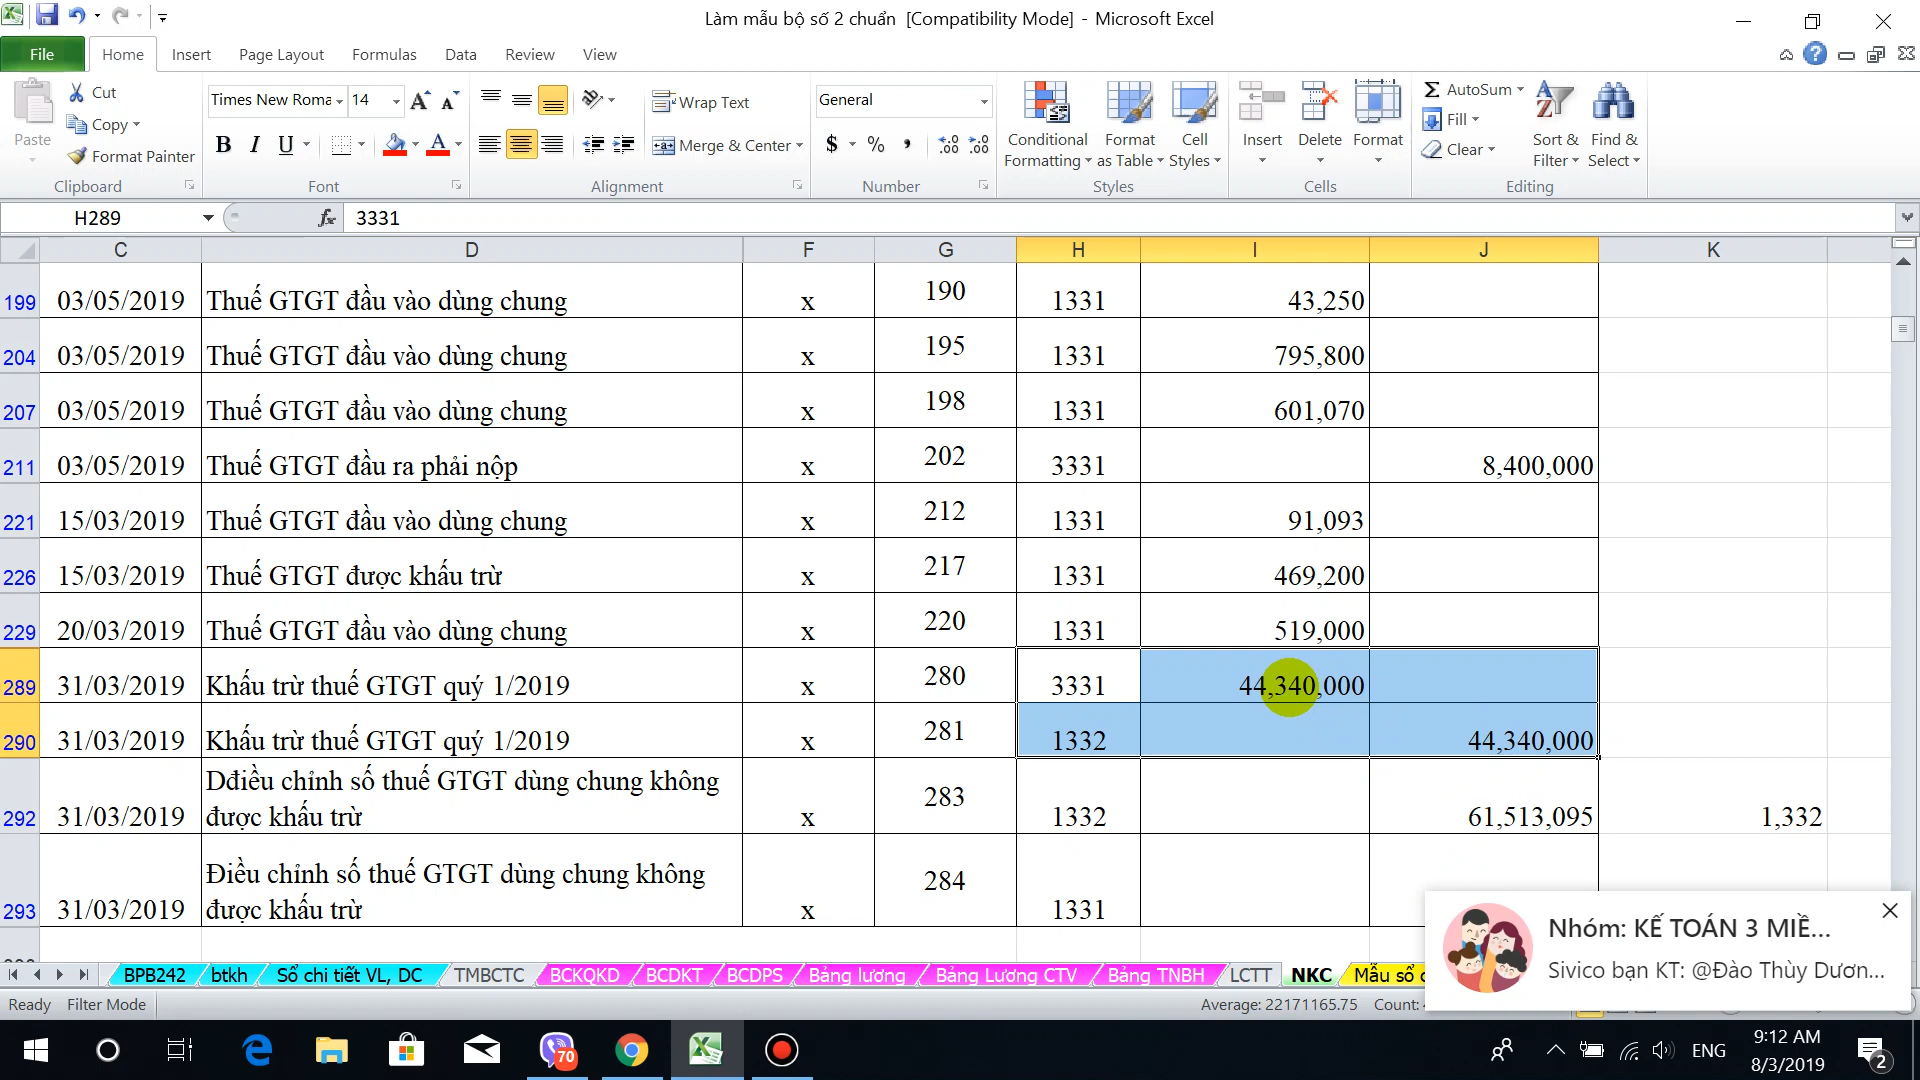 Làm mẫu bộ số 2 chuẩn [Compatibility Mode] - Microsoft Excel
File Home Insert Page Layout Formulas Data Review View
Paste Cut Copy Format Painter Clipboard
Times New Roma 14 B I U A Font
Wrap Text Merge & Center Alignment
General $ % , Number
Conditional Formatting Format as Table Cell Styles Styles
Insert Delete Format Cells
Σ AutoSum Fill Clear Sort & Filter Find & Select Editing
H289 fx 3331
C D F G H I J K
199 03/05/2019 Thuế GTGT đầu vào dùng chung x 190 1331 43,250
204 03/05/2019 Thuế GTGT đầu vào dùng chung x 195 1331 795,800
207 03/05/2019 Thuế GTGT đầu vào dùng chung x 198 1331 601,070
211 03/05/2019 Thuế GTGT đầu ra phải nộp x 202 3331 8,400,000
221 15/03/2019 Thuế GTGT đầu vào dùng chung x 212 1331 91,093
226 15/03/2019 Thuế GTGT được khấu trừ x 217 1331 469,200
229 20/03/2019 Thuế GTGT đầu vào dùng chung x 220 1331 519,000
289 31/03/2019 Khấu trừ thuế GTGT quý 1/2019 x 280 3331 44,340,000
290 31/03/2019 Khấu trừ thuế GTGT quý 1/2019 x 281 1332 44,340,000
Dđiều chỉnh số thuế GTGT dùng chung không
292 31/03/2019 được khấu trừ x 283 1332 61,513,095 1,332
Điều chỉnh số thuế GTGT dùng chung không
293 31/03/2019 được khấu trừ x 284 1331
Nhóm: KẾ TOÁN 3 MIỀ...
Sivico bạn KT: @Đào Thùy Dươn...
BPB242 btkh Sổ chi tiết VL, DC TMBCTC BCKQKD BCDKT BCDPS Bảng lương Bảng Lương CTV Bảng TNBH LCTT NKC Mẫu sổ
Ready Filter Mode Average: 22171165.75 Count:
70 ENG 9:12 AM
8/3/2019 2